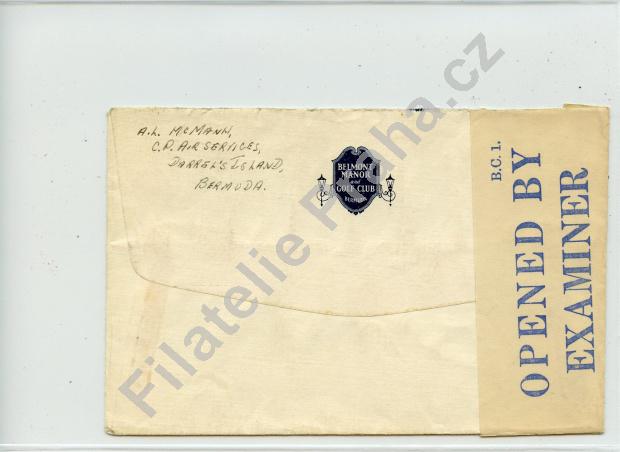 A.L. McMANN,
C.P. AIR SERVICES,
DARREL'S ISLAND,
BERMUDA.
BELMONT
MANOR
and
GOLF CLUB
BERMUDA
B.C. 1.
OPENED BY
EXAMINER
Filatelie Praha.cz